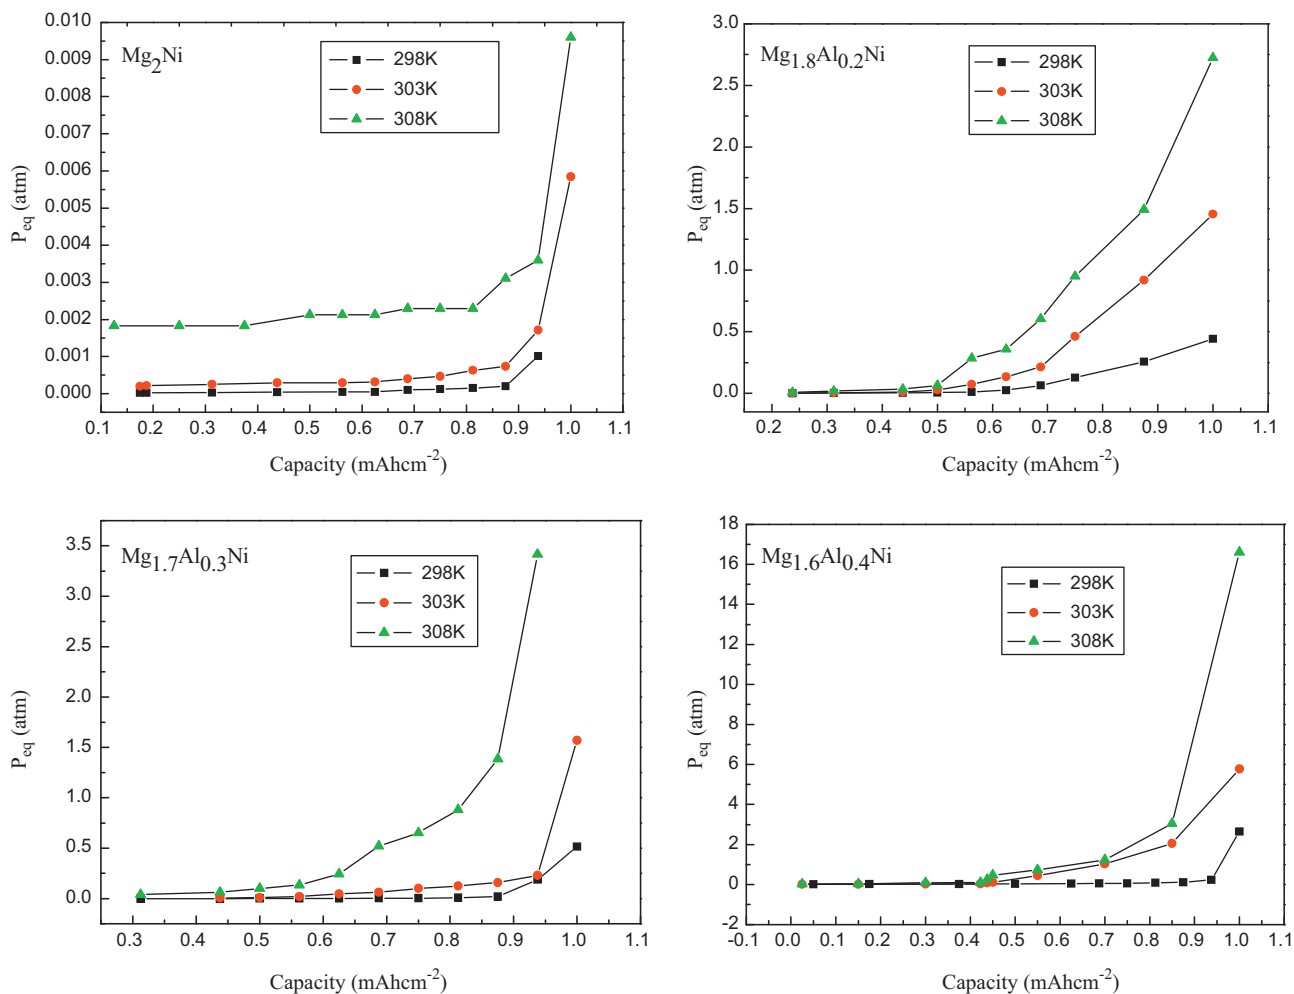 Mg2Ni
298K
303K
308K
0.010
0.009
0.008
0.007
0.006
0.005
0.004
0.003
0.002
0.001
0.000
Peq (atm)
0.1 0.2 0.3 0.4 0.5 0.6 0.7 0.8 0.9 1.0 1.1
Capacity (mAhcm-2)
Mg1.8Al0.2Ni
298K
303K
308K
3.0
2.5
2.0
1.5
1.0
0.5
0.0
Peq (atm)
0.2 0.3 0.4 0.5 0.6 0.7 0.8 0.9 1.0 1.1
Capacity (mAhcm-2)
Mg1.7Al0.3Ni
298K
303K
308K
3.5
3.0
2.5
2.0
1.5
1.0
0.5
0.0
Peq (atm)
0.3 0.4 0.5 0.6 0.7 0.8 0.9 1.0 1.1
Capacity (mAhcm-2)
Mg1.6Al0.4Ni
298K
303K
308K
18
16
14
12
10
8
6
4
2
0
-2
Peq (atm)
-0.1 0.0 0.1 0.2 0.3 0.4 0.5 0.6 0.7 0.8 0.9 1.0 1.1
Capacity (mAhcm-2)